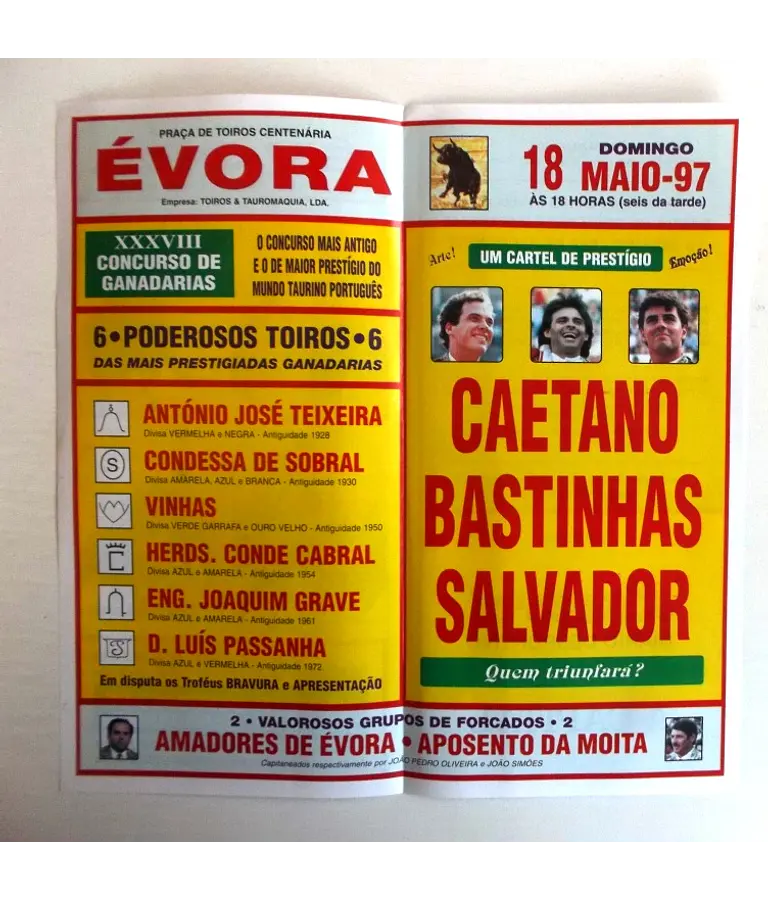 PRAÇA DE TOIROS CENTENÁRIA
ÉVORA
Empresa: TOIROS & TAUROMAQUIA, LDA.
XXXVIII
CONCURSO DE
GANADARIAS
O CONCURSO MAIS ANTIGO
E O DE MAIOR PRESTÍGIO DO
MUNDO TAURINO PORTUGUÊS
6 • PODEROSOS TOIROS • 6
DAS MAIS PRESTIGIADAS GANADARIAS
ANTÓNIO JOSÉ TEIXEIRA
Divisa VERMELHA e NEGRA - Antiguidade 1928
S
CONDESSA DE SOBRAL
Divisa AMARELA, AZUL e BRANCA - Antiguidade 1930
VINHAS
Divisa VERDE GARRAFA e OURO VELHO - Antiguidade 1950
HERDS. CONDE CABRAL
Divisa AZUL e AMARELA - Antiguidade 1954
ENG. JOAQUIM GRAVE
Divisa AZUL e AMARELA - Antiguidade 1961
D. LUÍS PASSANHA
Divisa AZUL e VERMELHA - Antiguidade 1972
Em disputa os Troféus BRAVURA e APRESENTAÇÃO
DOMINGO
18 MAIO-97
ÀS 18 HORAS (seis da tarde)
Arte!
UM CARTEL DE PRESTÍGIO
Emoção!
CAETANO
BASTINHAS
SALVADOR
Quem triunfará?
2 • VALOROSOS GRUPOS DE FORCADOS • 2
AMADORES DE ÉVORA • APOSENTO DA MOITA
Capitaneados respectivamente por JOÃO PEDRO OLIVEIRA e JOÃO SIMÕES